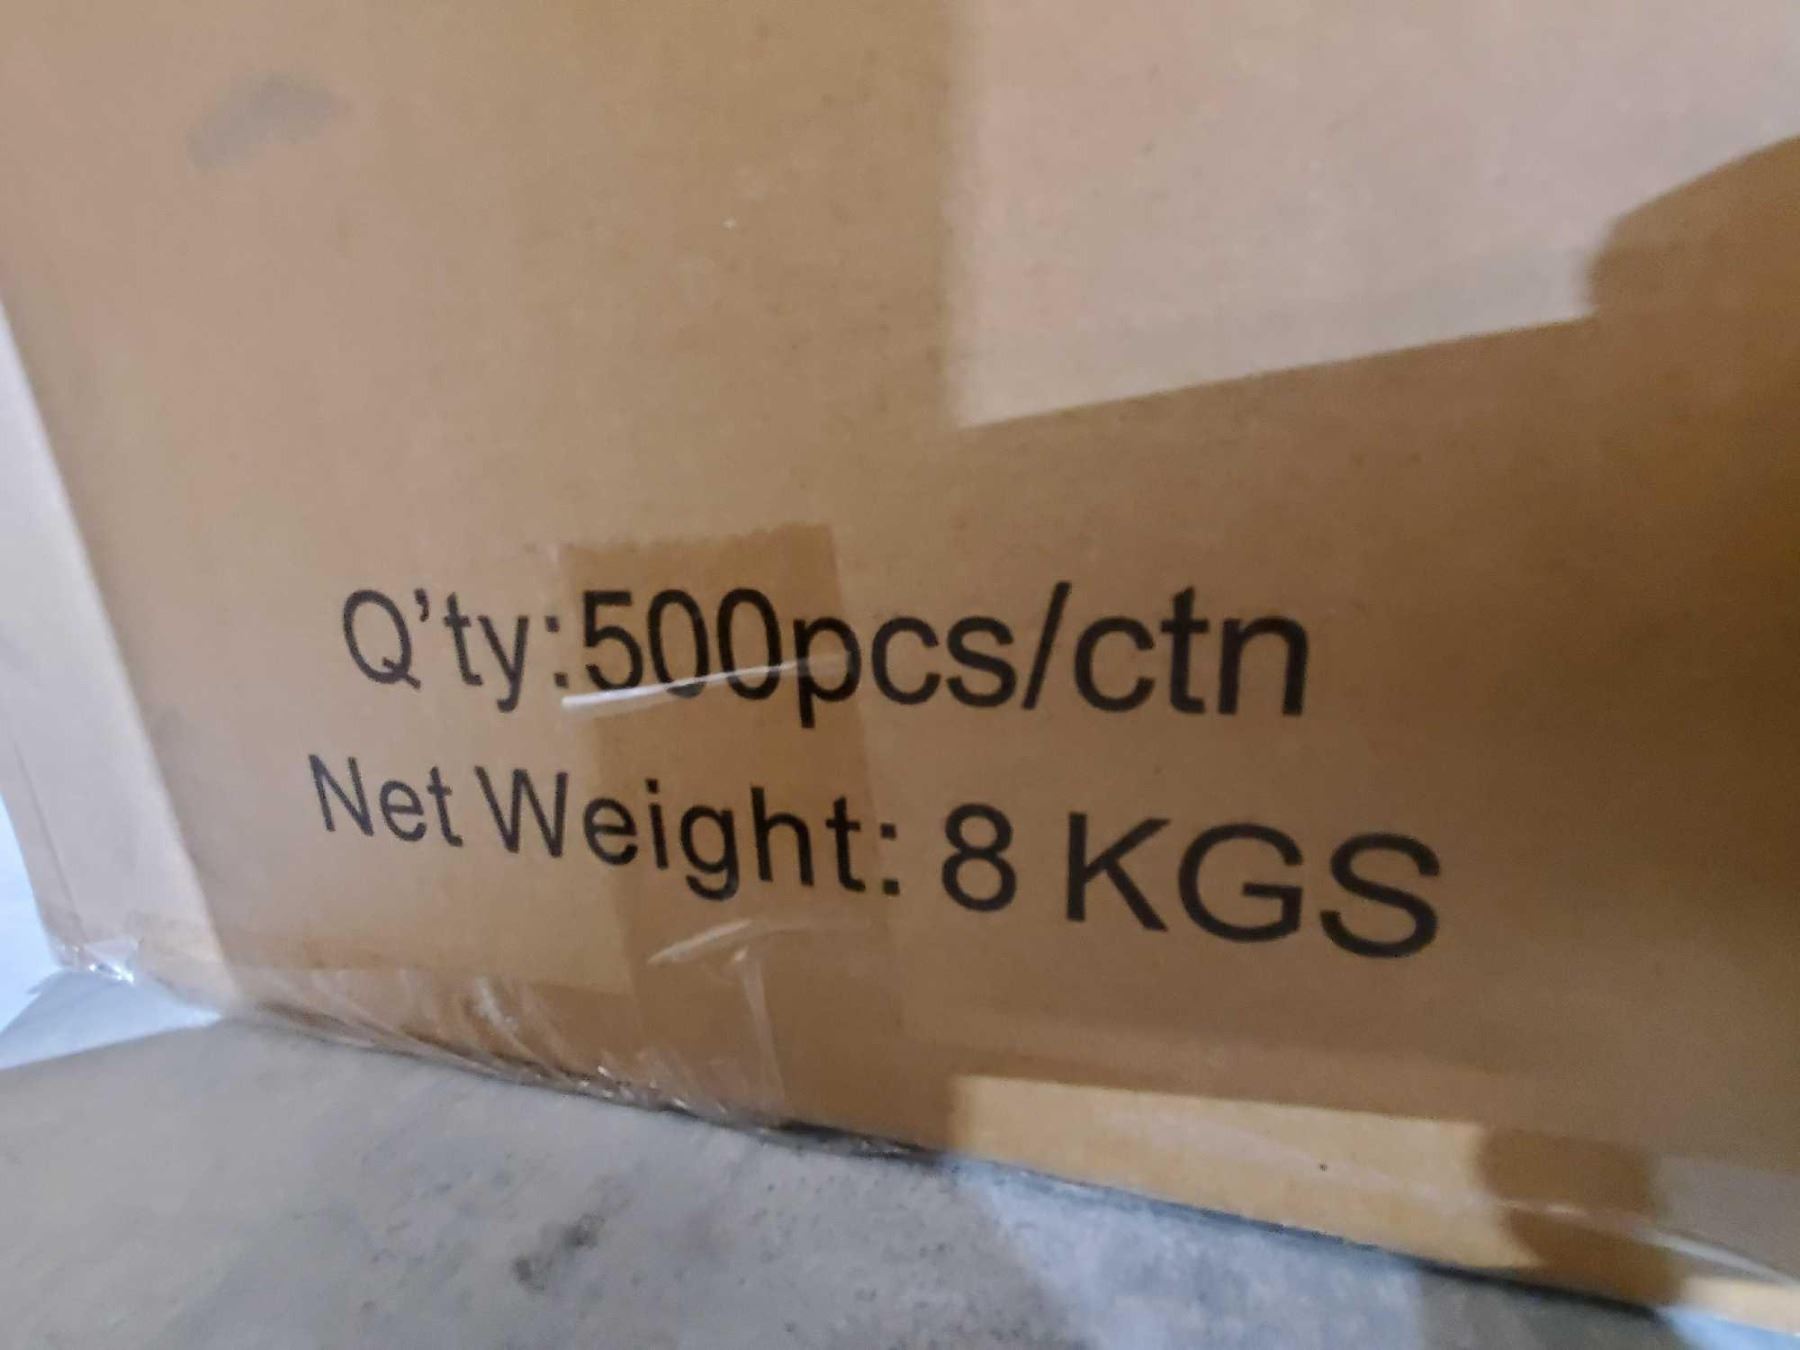 Q'ty:500pcs/ctn
Net Weight: 8 KGS